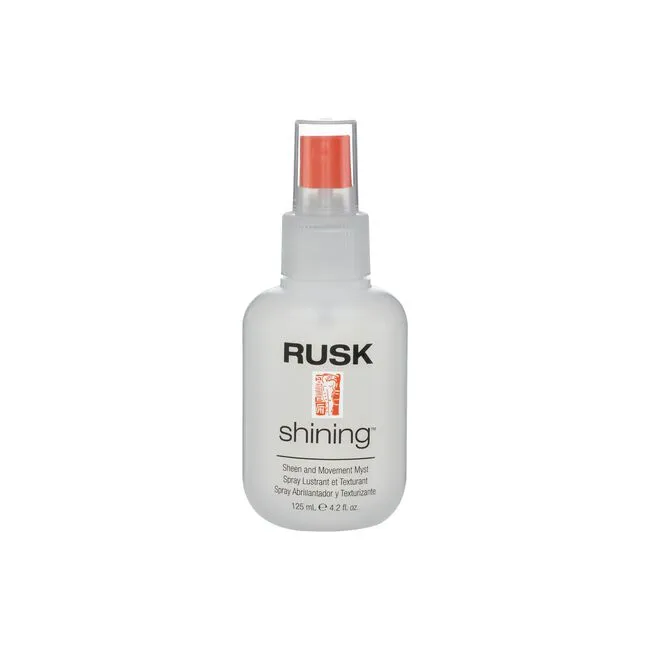 RUSK
shining™
Sheen and Movement Myst
Spray Lustrant et Texturant
Spray Abrillantador y Texturizante
125 mL ℮ 4.2 fl. oz.